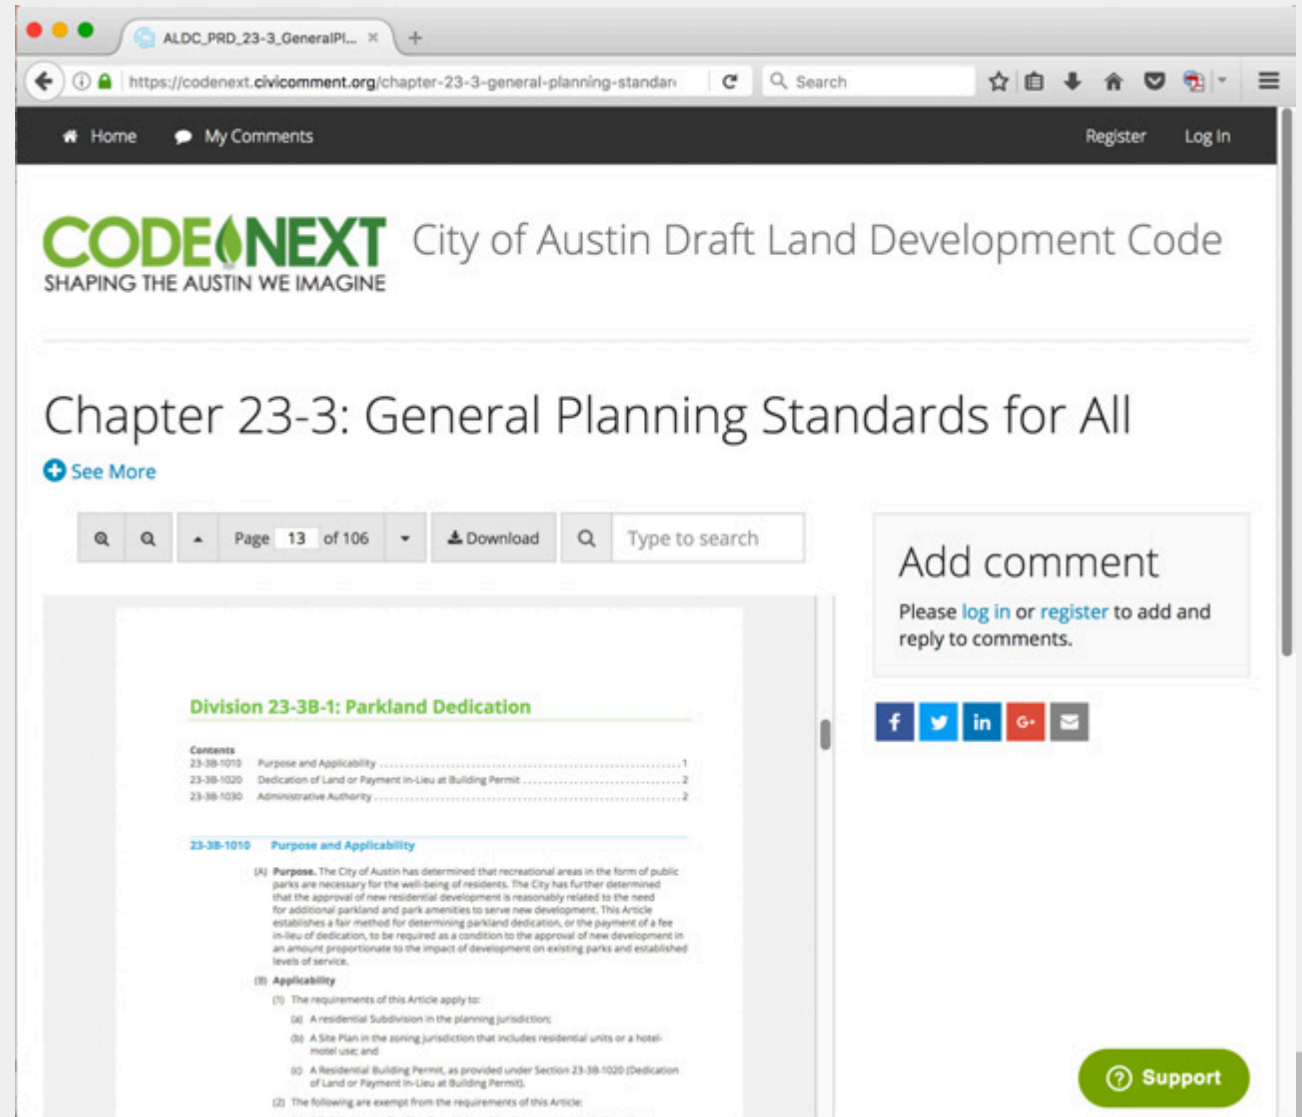 ALDC_PRD_23-3_GeneralPl...
https://codenext.civicomment.org/chapter-23-3-general-planning-standar
Search
Home My Comments Register Log In
CODE NEXT
SHAPING THE AUSTIN WE IMAGINE
City of Austin Draft Land Development Code
Chapter 23-3: General Planning Standards for All
See More
Page 13 of 106 Download Type to search
Add comment
Please log in or register to add and
reply to comments.
Division 23-3B-1: Parkland Dedication
Contents
23-3B-1010 Purpose and Applicability 1
23-3B-1020 Dedication of Land or Payment in-Lieu at Building Permit 2
23-3B-1030 Administrative Authority 2
23-3B-1010 Purpose and Applicability
(A) Purpose. The City of Austin has determined that recreational areas in the form of public
parks are necessary for the well-being of residents. The City has further determined
that the approval of new residential development is reasonably related to the need
for additional parkland and park amenities to serve new development. This Article
establishes a fair method for determining parkland dedication, or the payment of a fee
in-lieu of dedication, to be required as a condition to the approval of new development in
an amount proportionate to the impact of development on existing parks and established
levels of service.
(B) Applicability
(1) The requirements of this Article apply to:
(a) A residential Subdivision in the planning jurisdiction;
(b) A Site Plan in the zoning jurisdiction that includes residential units or a hotel-
motel use; and
(c) A Residential Building Permit, as provided under Section 23-3B-1020 (Dedication
of Land or Payment in-Lieu at Building Permit).
(2) The following are exempt from the requirements of this Article:
Support